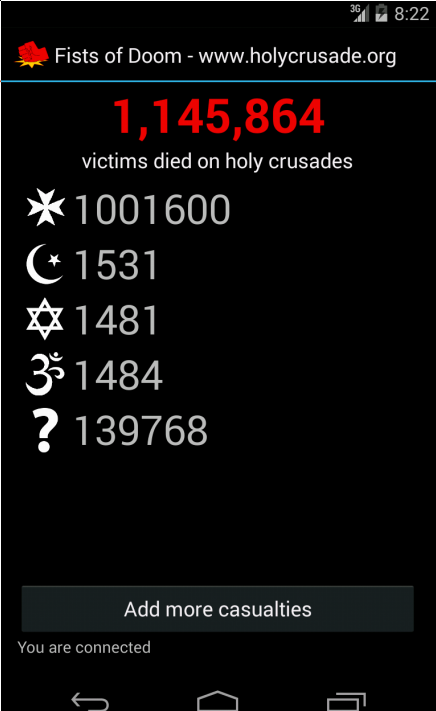 3G 8:22
Fists of Doom - www.holycrusade.org
1,145,864
victims died on holy crusades
1001600
1531
1481
ॐ 1484
? 139768
Add more casualties
You are connected